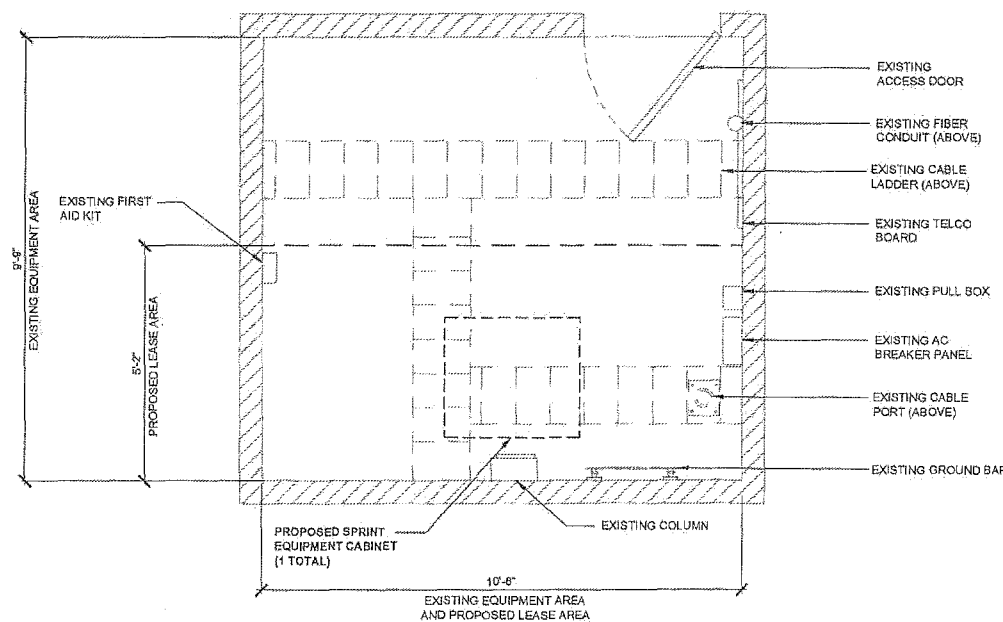 EXISTING
ACCESS DOOR
EXISTING FIBER
CONDUIT (ABOVE)
EXISTING CABLE
LADDER (ABOVE)
EXISTING TELCO
BOARD
EXISTING PULL BOX
EXISTING AC
BREAKER PANEL
EXISTING CABLE
PORT (ABOVE)
EXISTING GROUND BAR
EXISTING COLUMN
EXISTING FIRST
AID KIT
9'-9"
EXISTING EQUIPMENT AREA
5'-2"
PROPOSED LEASE AREA
PROPOSED SPRINT
EQUIPMENT CABINET
(1 TOTAL)
10'-6"
EXISTING EQUIPMENT AREA
AND PROPOSED LEASE AREA